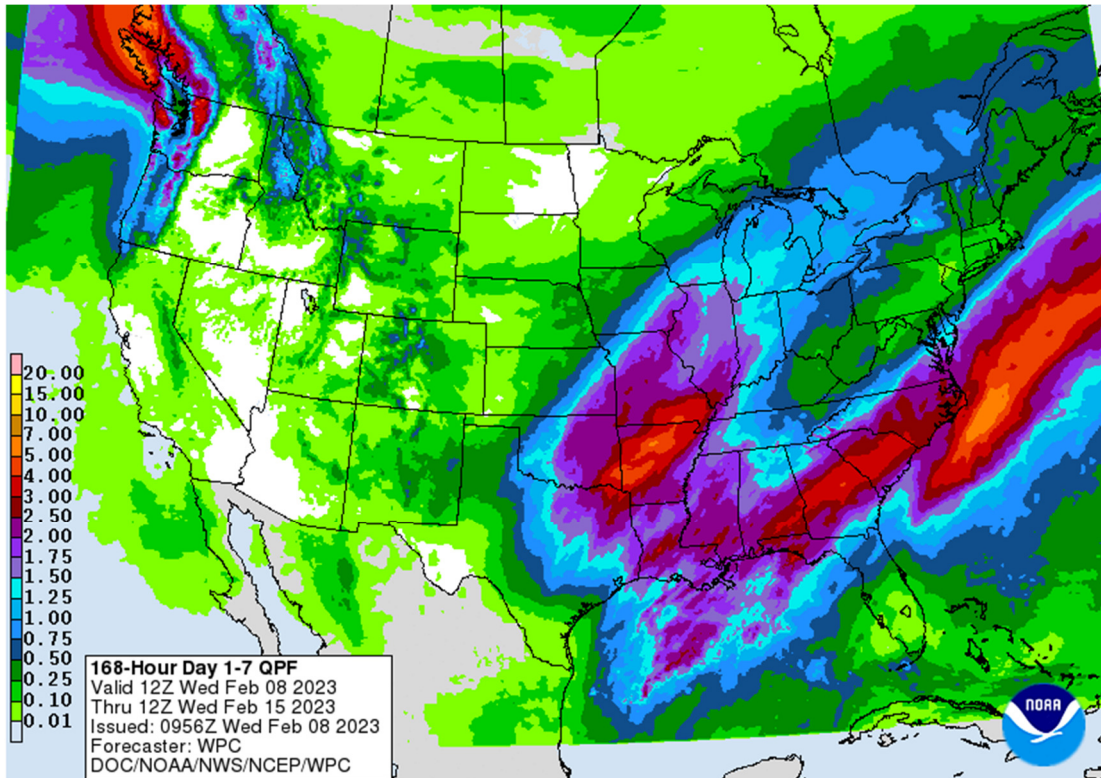 20.00
15.00
10.00
7.00
5.00
4.00
3.00
2.50
2.00
1.75
1.50
1.25
1.00
0.75
0.50
0.25
0.10
0.01
168-Hour Day 1-7 QPF
Valid 12Z Wed Feb 08 2023
Thru 12Z Wed Feb 15 2023
Issued: 0956Z Wed Feb 08 2023
Forecaster: WPC
DOC/NOAA/NWS/NCEP/WPC
NOAA